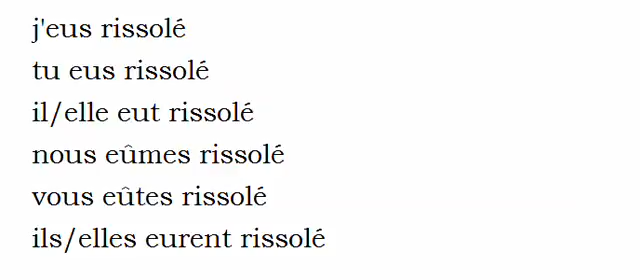 j'eus rissolé
tu eus rissolé
il/elle eut rissolé
nous eûmes rissolé
vous eûtes rissolé
ils/elles eurent rissolé